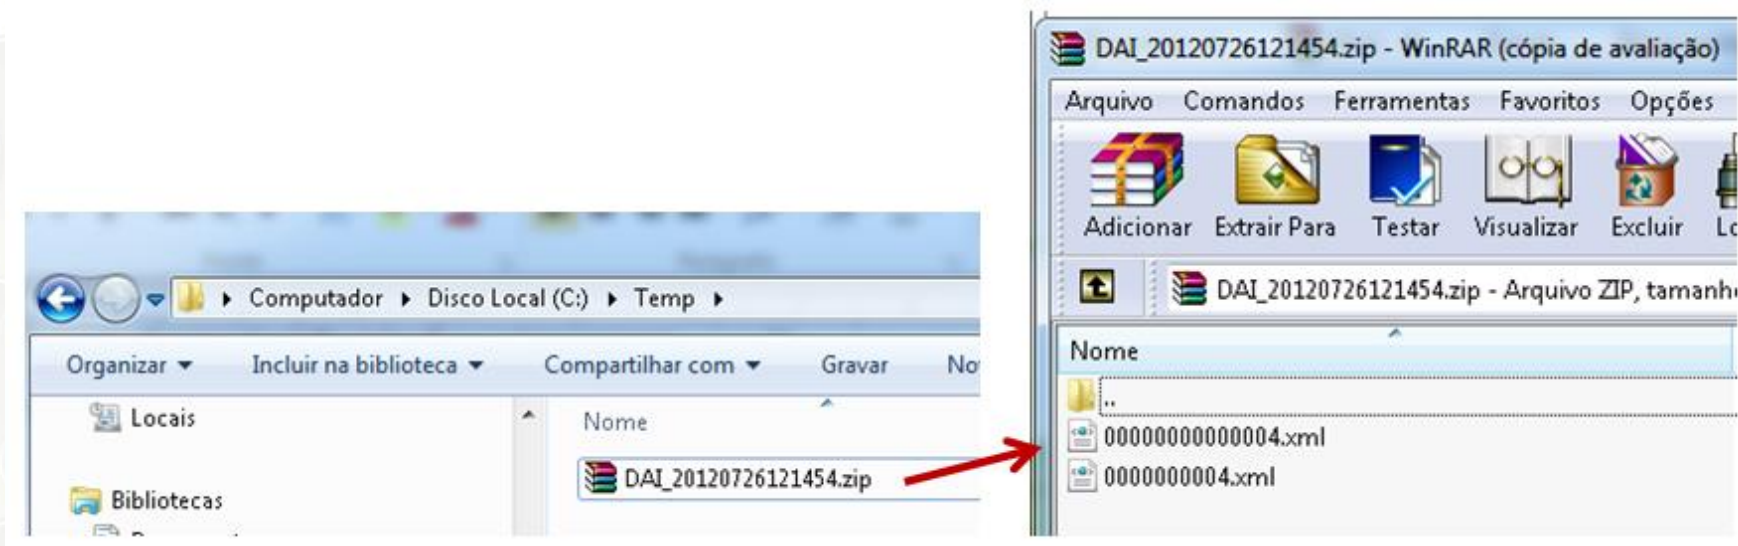 Computador ▸ Disco Local (C:) ▸ Temp ▸
Organizar Incluir na biblioteca Compartilhar com Gravar
Locais
Bibliotecas
Nome
DAI_20120726121454.zip
DAI_20120726121454.zip - WinRAR (cópia de avaliação)
Arquivo Comandos Ferramentas Favoritos Opções
Adicionar Extrair Para Testar Visualizar Excluir
DAI_20120726121454.zip - Arquivo ZIP, tamanh
Nome
..
00000000000004.xml
0000000004.xml